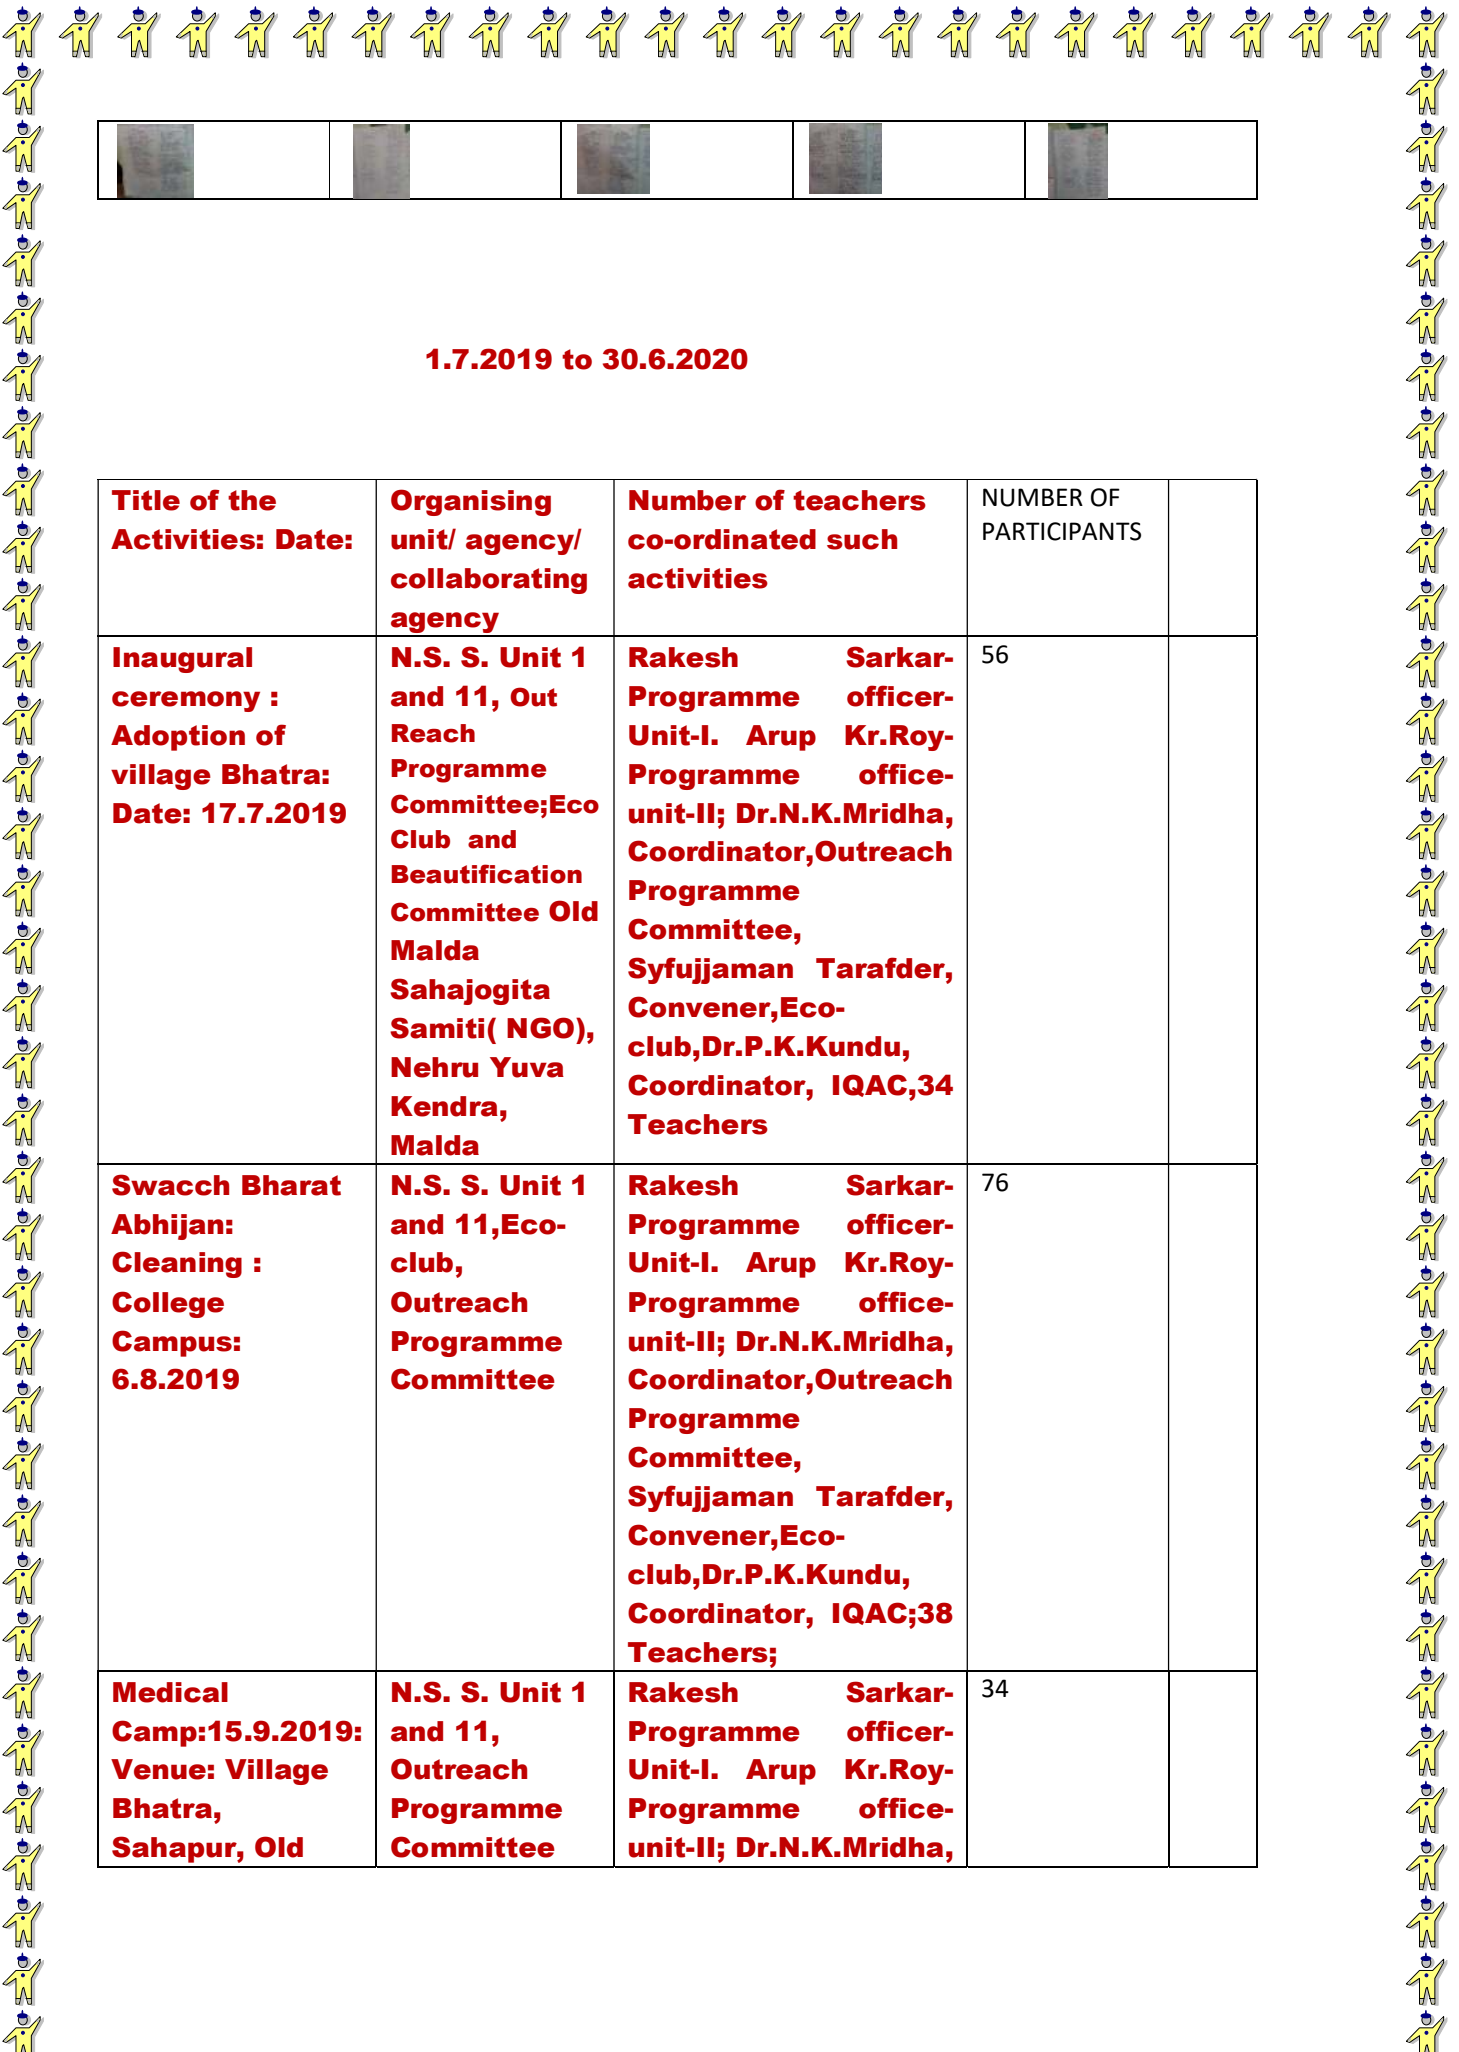 1.7.2019 to 30.6.2020
Title of the
Activities: Date:
Organising
unit/ agency/
collaborating
agency
Number of teachers
co-ordinated such
activities
NUMBER OF
PARTICIPANTS
Inaugural
ceremony :
Adoption of
village Bhatra:
Date: 17.7.2019
N.S. S. Unit 1
and 11, Out
Reach
Programme
Committee;Eco
Club and
Beautification
Committee Old
Malda
Sahajogita
Samiti( NGO),
Nehru Yuva
Kendra,
Malda
Rakesh Sarkar-
Programme officer-
Unit-I. Arup Kr.Roy-
Programme office-
unit-II; Dr.N.K.Mridha,
Coordinator,Outreach
Programme
Committee,
Syfujjaman Tarafder,
Convener,Eco-
club,Dr.P.K.Kundu,
Coordinator, IQAC,34
Teachers
56
Swacch Bharat
Abhijan:
Cleaning :
College
Campus:
6.8.2019
N.S. S. Unit 1
and 11,Eco-
club,
Outreach
Programme
Committee
Rakesh Sarkar-
Programme officer-
Unit-I. Arup Kr.Roy-
Programme office-
unit-II; Dr.N.K.Mridha,
Coordinator,Outreach
Programme
Committee,
Syfujjaman Tarafder,
Convener,Eco-
club,Dr.P.K.Kundu,
Coordinator, IQAC;38
Teachers;
76
Medical
Camp:15.9.2019:
Venue: Village
Bhatra,
Sahapur, Old
N.S. S. Unit 1
and 11,
Outreach
Programme
Committee
Rakesh Sarkar-
Programme officer-
Unit-I. Arup Kr.Roy-
Programme office-
unit-II; Dr.N.K.Mridha,
34